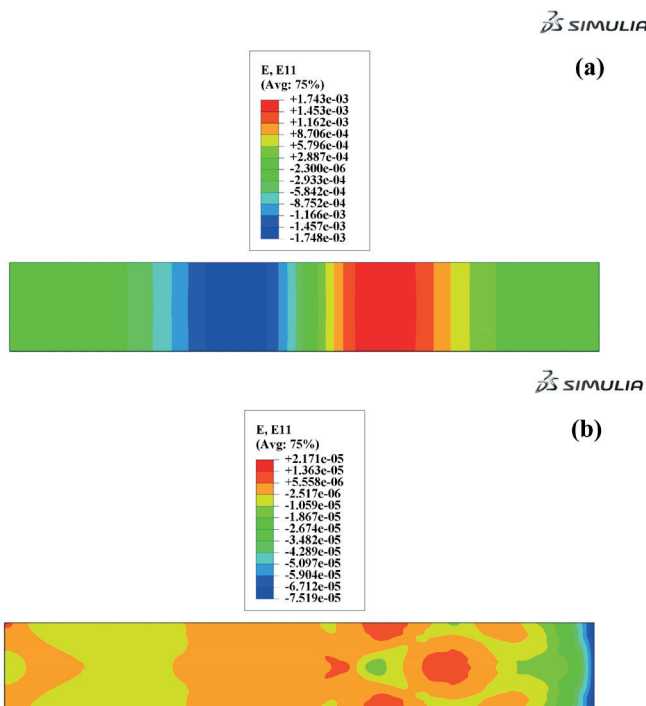 SIMULIA
(a)
E, E11
(Avg: 75%)
+1.743e-03
+1.453e-03
+1.162e-03
+8.706e-04
+5.796e-04
+2.887e-04
-2.300e-06
-2.933e-04
-5.842e-04
-8.752e-04
-1.166e-03
-1.457e-03
-1.748e-03
SIMULIA
(b)
E, E11
(Avg: 75%)
+2.171e-05
+1.363e-05
+5.558e-06
-2.517e-06
-1.059e-05
-1.867e-05
-2.674e-05
-3.482e-05
-4.289e-05
-5.097e-05
-5.904e-05
-6.712e-05
-7.519e-05